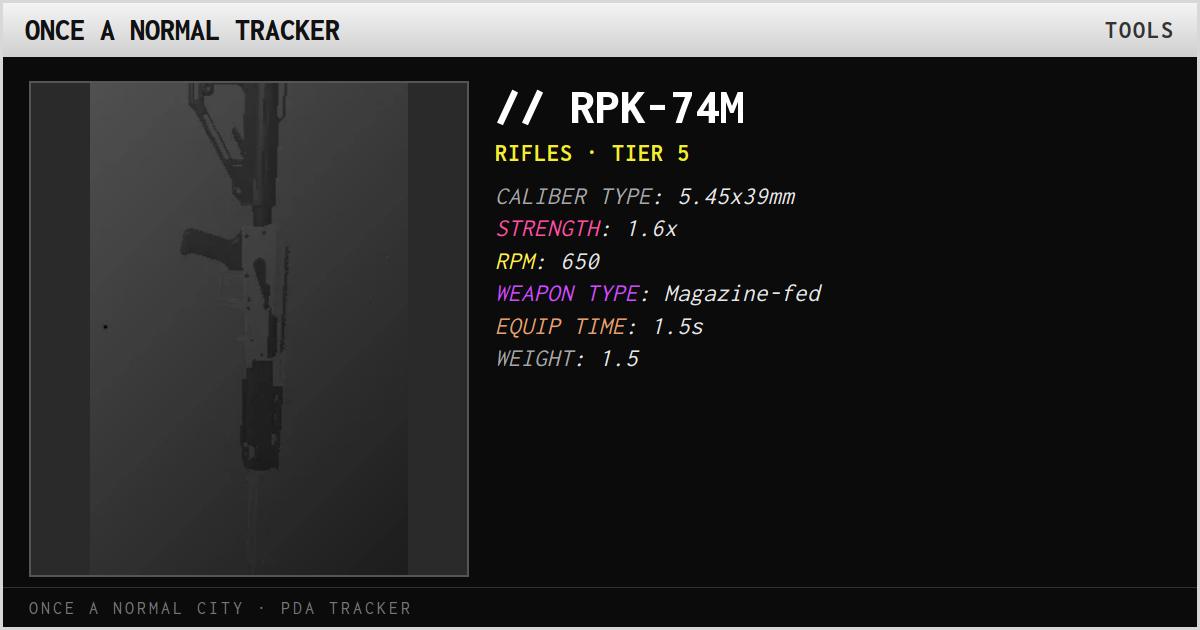 ONCE A NORMAL TRACKER
TOOLS
// RPK-74M
RIFLES · TIER 5
CALIBER TYPE: 5.45x39mm
STRENGTH: 1.6x
RPM: 650
WEAPON TYPE: Magazine-fed
EQUIP TIME: 1.5s
WEIGHT: 1.5
ONCE A NORMAL CITY · PDA TRACKER